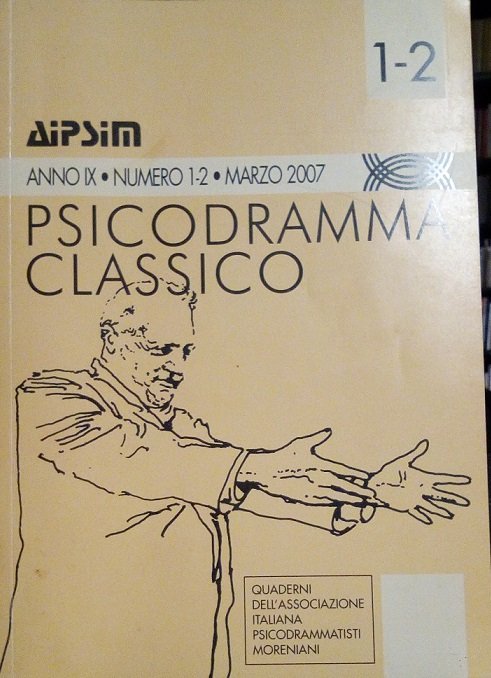 1-2
AiPSiM
ANNO IX • NUMERO 1-2 • MARZO 2007
PSICODRAMMA
CLASSICO
QUADERNI
DELL'ASSOCIAZIONE
ITALIANA
PSICODRAMMATISTI
MORENIANI